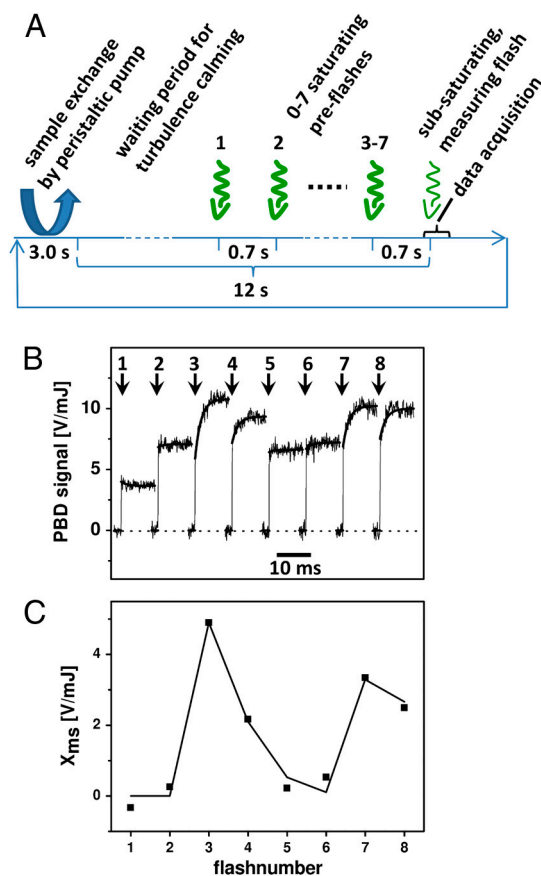 A
sample exchange
by peristaltic pump
waiting period for
turbulence calming
0-7 saturating
pre-flashes
sub-saturating,
measuring flash
data acquisition
1
2
3-7
3.0 s
0.7 s
0.7 s
12 s
B
1 2 3 4 5 6 7 8
PBD signal [V/mJ]
10
5
0
10 ms
C
Xms [V/mJ]
4
2
0
1 2 3 4 5 6 7 8
flashnumber